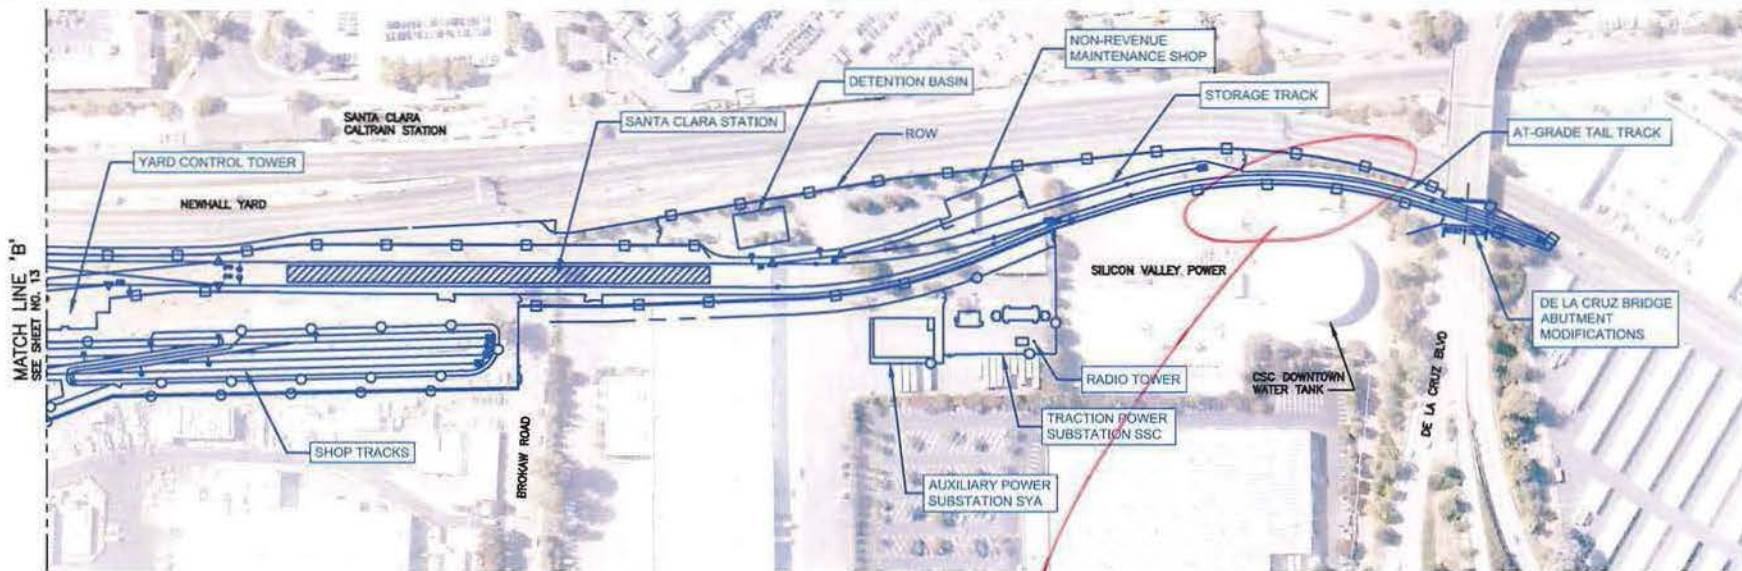 NON-REVENUE
MAINTENANCE SHOP
DETENTION BASIN
STORAGE TRACK
SANTA CLARA
CALTRAIN STATION
SANTA CLARA STATION
ROW
AT-GRADE TAIL TRACK
YARD CONTROL TOWER
NEWHALL YARD
MATCH LINE 'B'
SEE SHEET NO. 13
SILICON VALLEY POWER
DE LA CRUZ BRIDGE
ABUTMENT
MODIFICATIONS
RADIO TOWER
CSC DOWNTOWN
WATER TANK
DE LA CRUZ BLVD
TRACTION POWER
SUBSTATION SSC
SHOP TRACKS
BROKAW ROAD
AUXILIARY POWER
SUBSTATION SYA